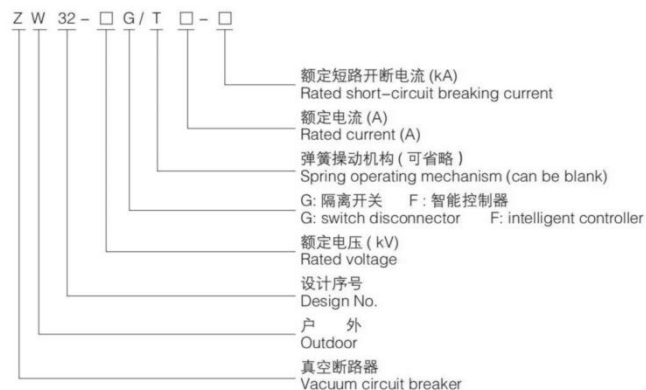 Z W 32-□ G/T □-□
额定短路开断电流(kA)
Rated short-circuit breaking current
额定电流(A)
Rated current (A)
弹簧操动机构(可省略)
Spring operating mechanism (can be blank)
G: 隔离开关 F: 智能控制器
G: switch disconnector F: intelligent controller
额定电压(kV)
Rated voltage
设计序号
Design No.
户 外
Outdoor
真空断路器
Vacuum circuit breaker